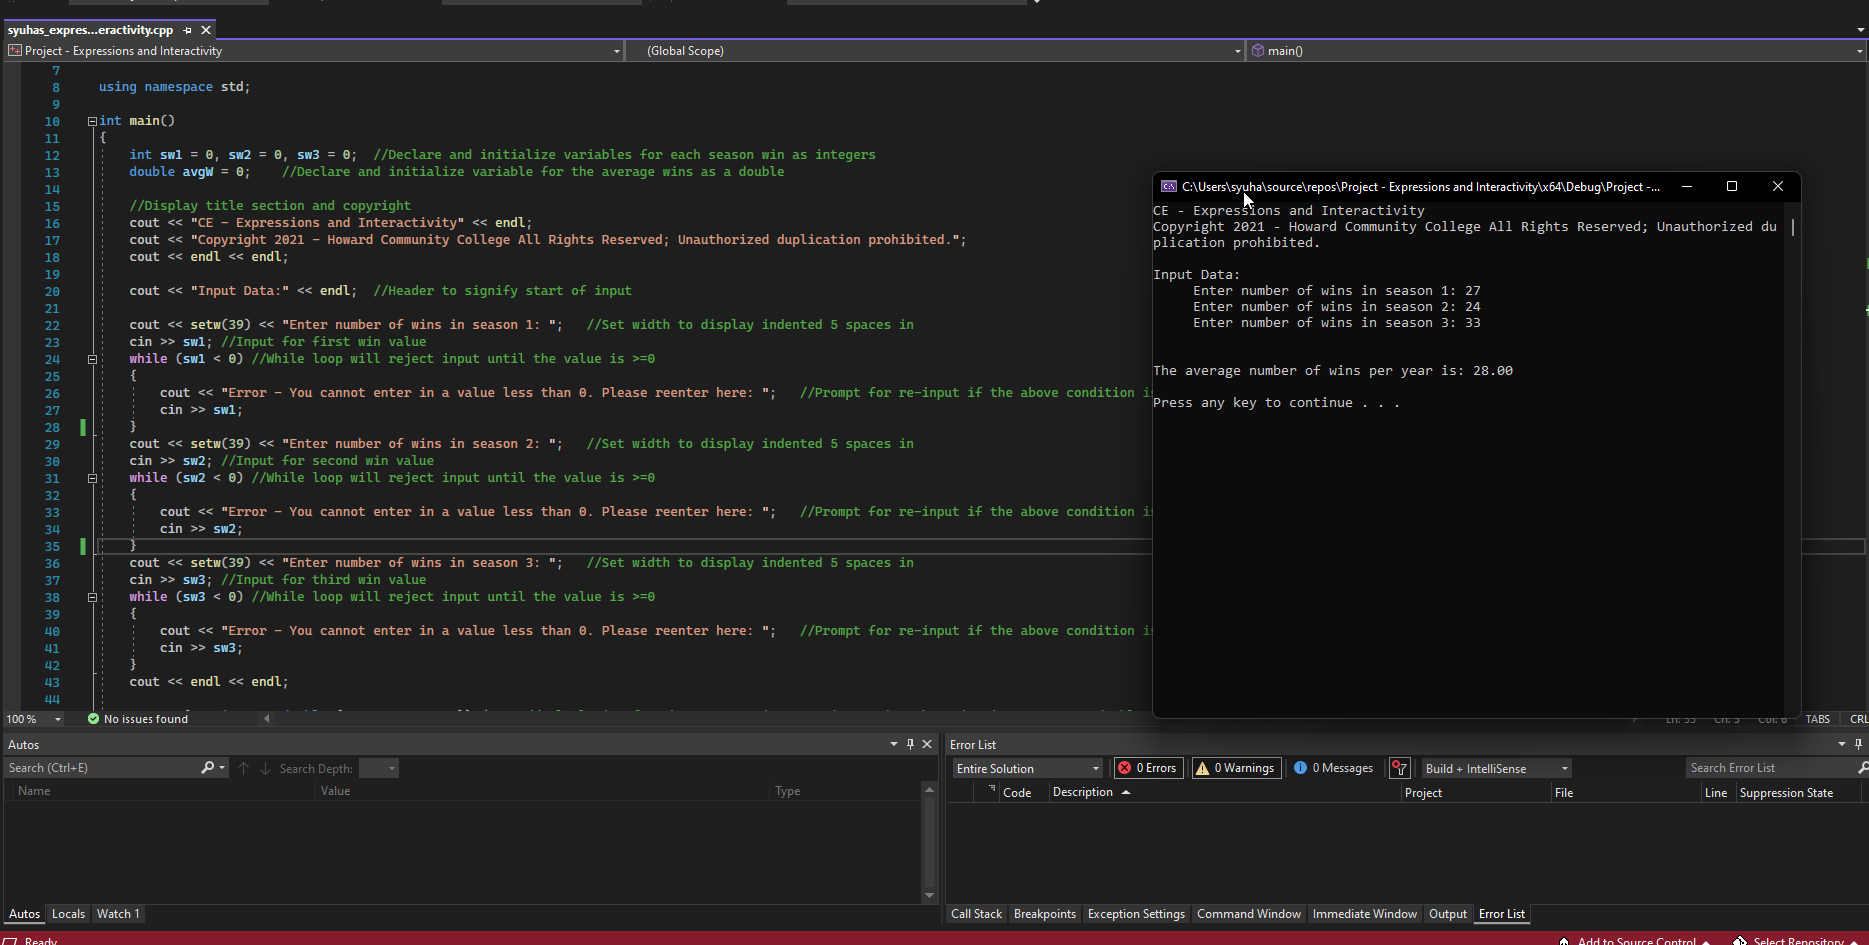 syuhas_expres...eractivity.cpp
Project - Expressions and Interactivity
(Global Scope)
main()
7
8 using namespace std;
9
10 int main()
11 {
12 int sw1 = 0, sw2 = 0, sw3 = 0; //Declare and initialize variables for each season win as integers
13 double avgW = 0; //Declare and initialize variable for the average wins as a double
14
15 //Display title section and copyright
16 cout << "CE - Expressions and Interactivity" << endl;
17 cout << "Copyright 2021 - Howard Community College All Rights Reserved; Unauthorized duplication prohibited.";
18 cout << endl << endl;
19
20 cout << "Input Data:" << endl; //Header to signify start of input
21
22 cout << setw(39) << "Enter number of wins in season 1: "; //Set width to display indented 5 spaces in
23 cin >> sw1; //Input for first win value
24 while (sw1 < 0) //While loop will reject input until the value is >=0
25 {
26 cout << "Error - You cannot enter in a value less than 0. Please reenter here: "; //Prompt for re-input if the above condition is
27 cin >> sw1;
28 }
29 cout << setw(39) << "Enter number of wins in season 2: "; //Set width to display indented 5 spaces in
30 cin >> sw2; //Input for second win value
31 while (sw2 < 0) //While loop will reject input until the value is >=0
32 {
33 cout << "Error - You cannot enter in a value less than 0. Please reenter here: "; //Prompt for re-input if the above condition is
34 cin >> sw2;
35 }
36 cout << setw(39) << "Enter number of wins in season 3: "; //Set width to display indented 5 spaces in
37 cin >> sw3; //Input for third win value
38 while (sw3 < 0) //While loop will reject input until the value is >=0
39 {
40 cout << "Error - You cannot enter in a value less than 0. Please reenter here: "; //Prompt for re-input if the above condition is
41 cin >> sw3;
42 }
43 cout << endl << endl;
44
C:\Users\syuha\source\repos\Project - Expressions and Interactivity\x64\Debug\Project -...
CE - Expressions and Interactivity
Copyright 2021 - Howard Community College All Rights Reserved; Unauthorized du
plication prohibited.
Input Data:
Enter number of wins in season 1: 27
Enter number of wins in season 2: 24
Enter number of wins in season 3: 33
The average number of wins per year is: 28.00
Press any key to continue . . .
100 % No issues found
Ln: 35 Ch: 3 Col: 6 TABS CRL
Autos
Search (Ctrl+E) Search Depth:
Name Value Type
Autos Locals Watch 1
Error List
Entire Solution 0 Errors 0 Warnings 0 Messages Build + IntelliSense Search Error List
Code Description Project File Line Suppression State
Call Stack Breakpoints Exception Settings Command Window Immediate Window Output Error List
Ready Add to Source Control Select Repository